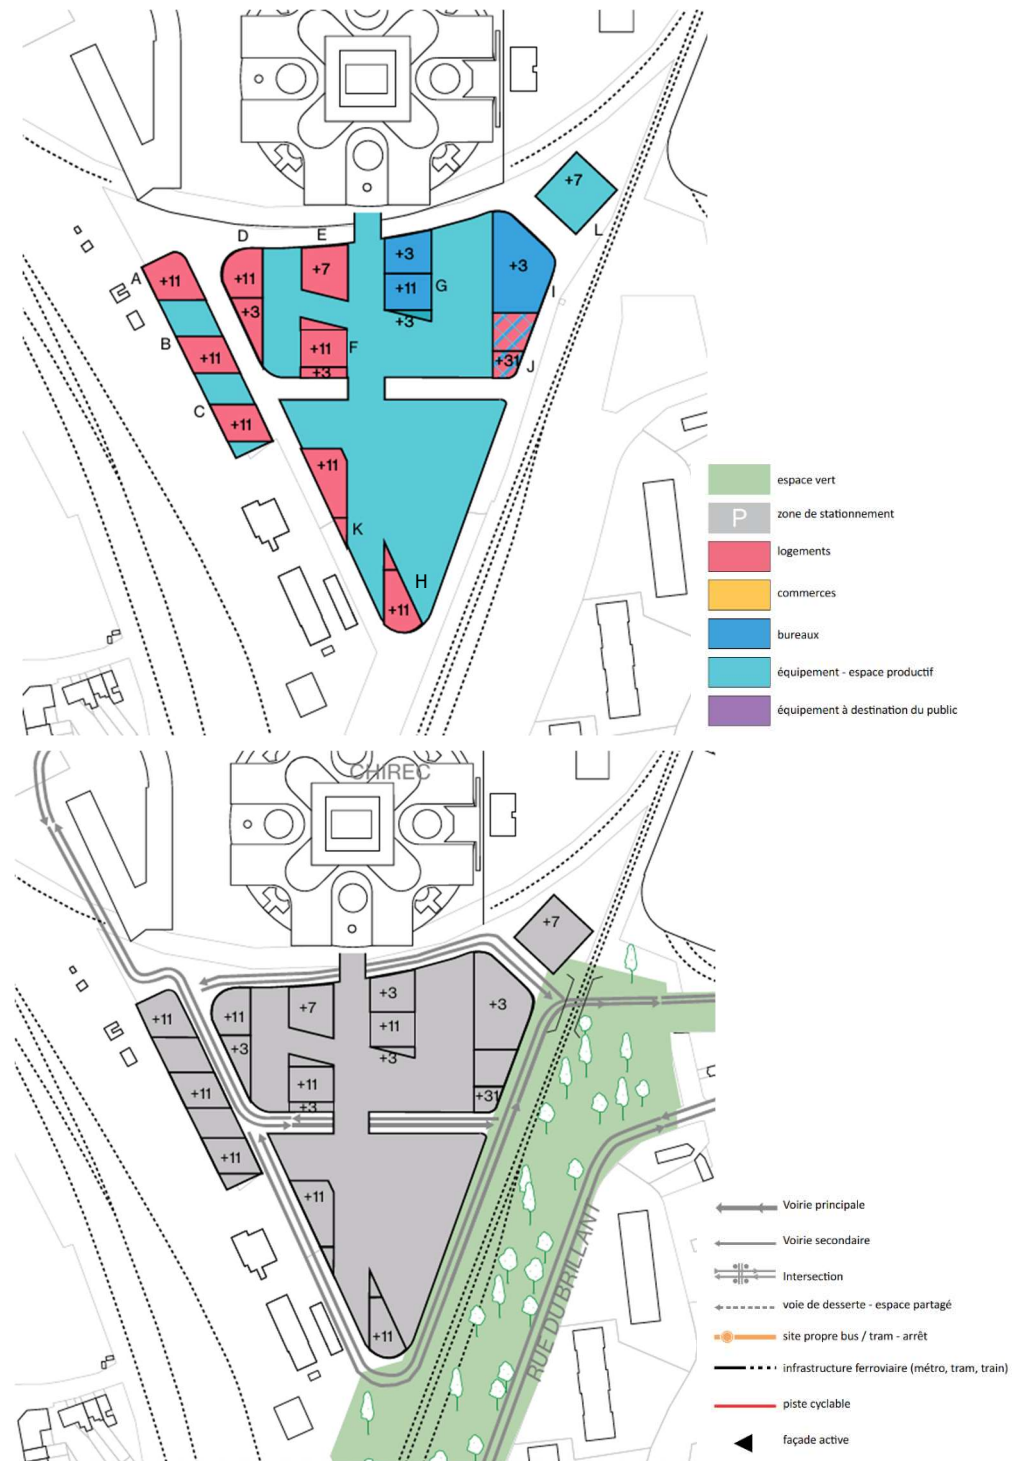 +7
L
D
E
+3
+7
+3
A
+11
+11
I
+11
G
+3
+3
B
+11
F
+11
+31
J
+3
C
+11
+11
K
H
+11
espace vert
P
zone de stationnement
logements
commerces
bureaux
équipement - espace productif
équipement à destination du public
CHIREC
+7
+3
+3
+7
+11
+11
+11
+3
+3
+11
+11
+31
+3
+11
+11
+11
RUE DU BRILLANT
Voirie principale
Voirie secondaire
Intersection
voie de desserte - espace partagé
site propre bus / tram - arrêt
infrastructure ferroviaire (métro, tram, train)
piste cyclable
façade active